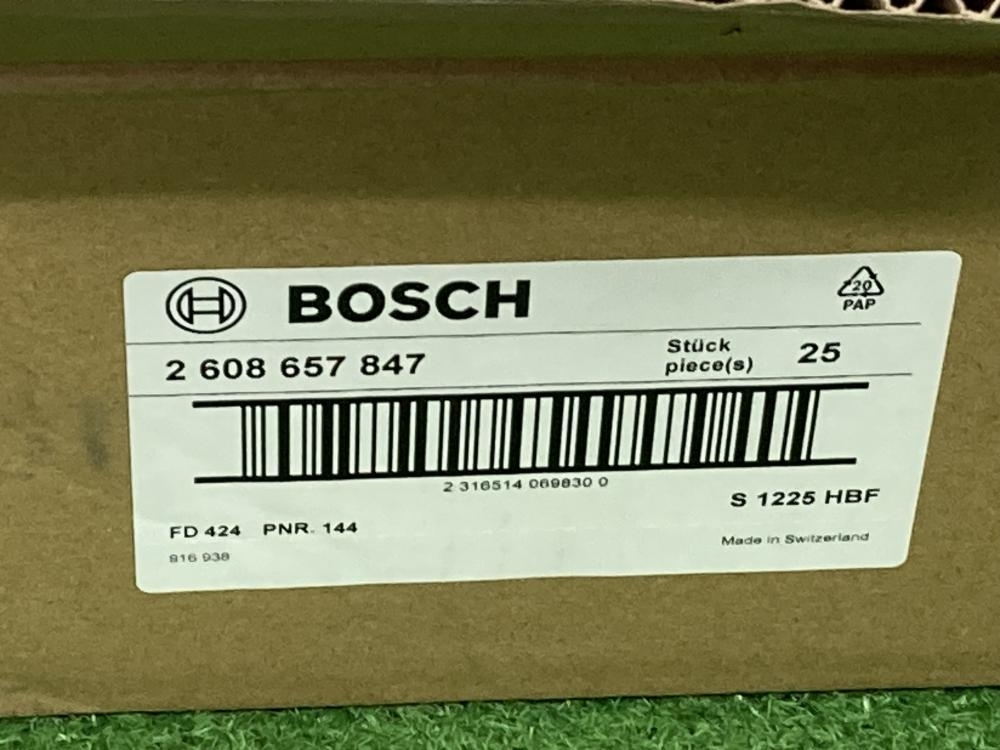 BOSCH
20
PAP
2 608 657 847
Stück
piece(s)
25
2 316514 069830 0
S 1225 HBF
FD 424 PNR. 144
Made in Switzerland
916 938